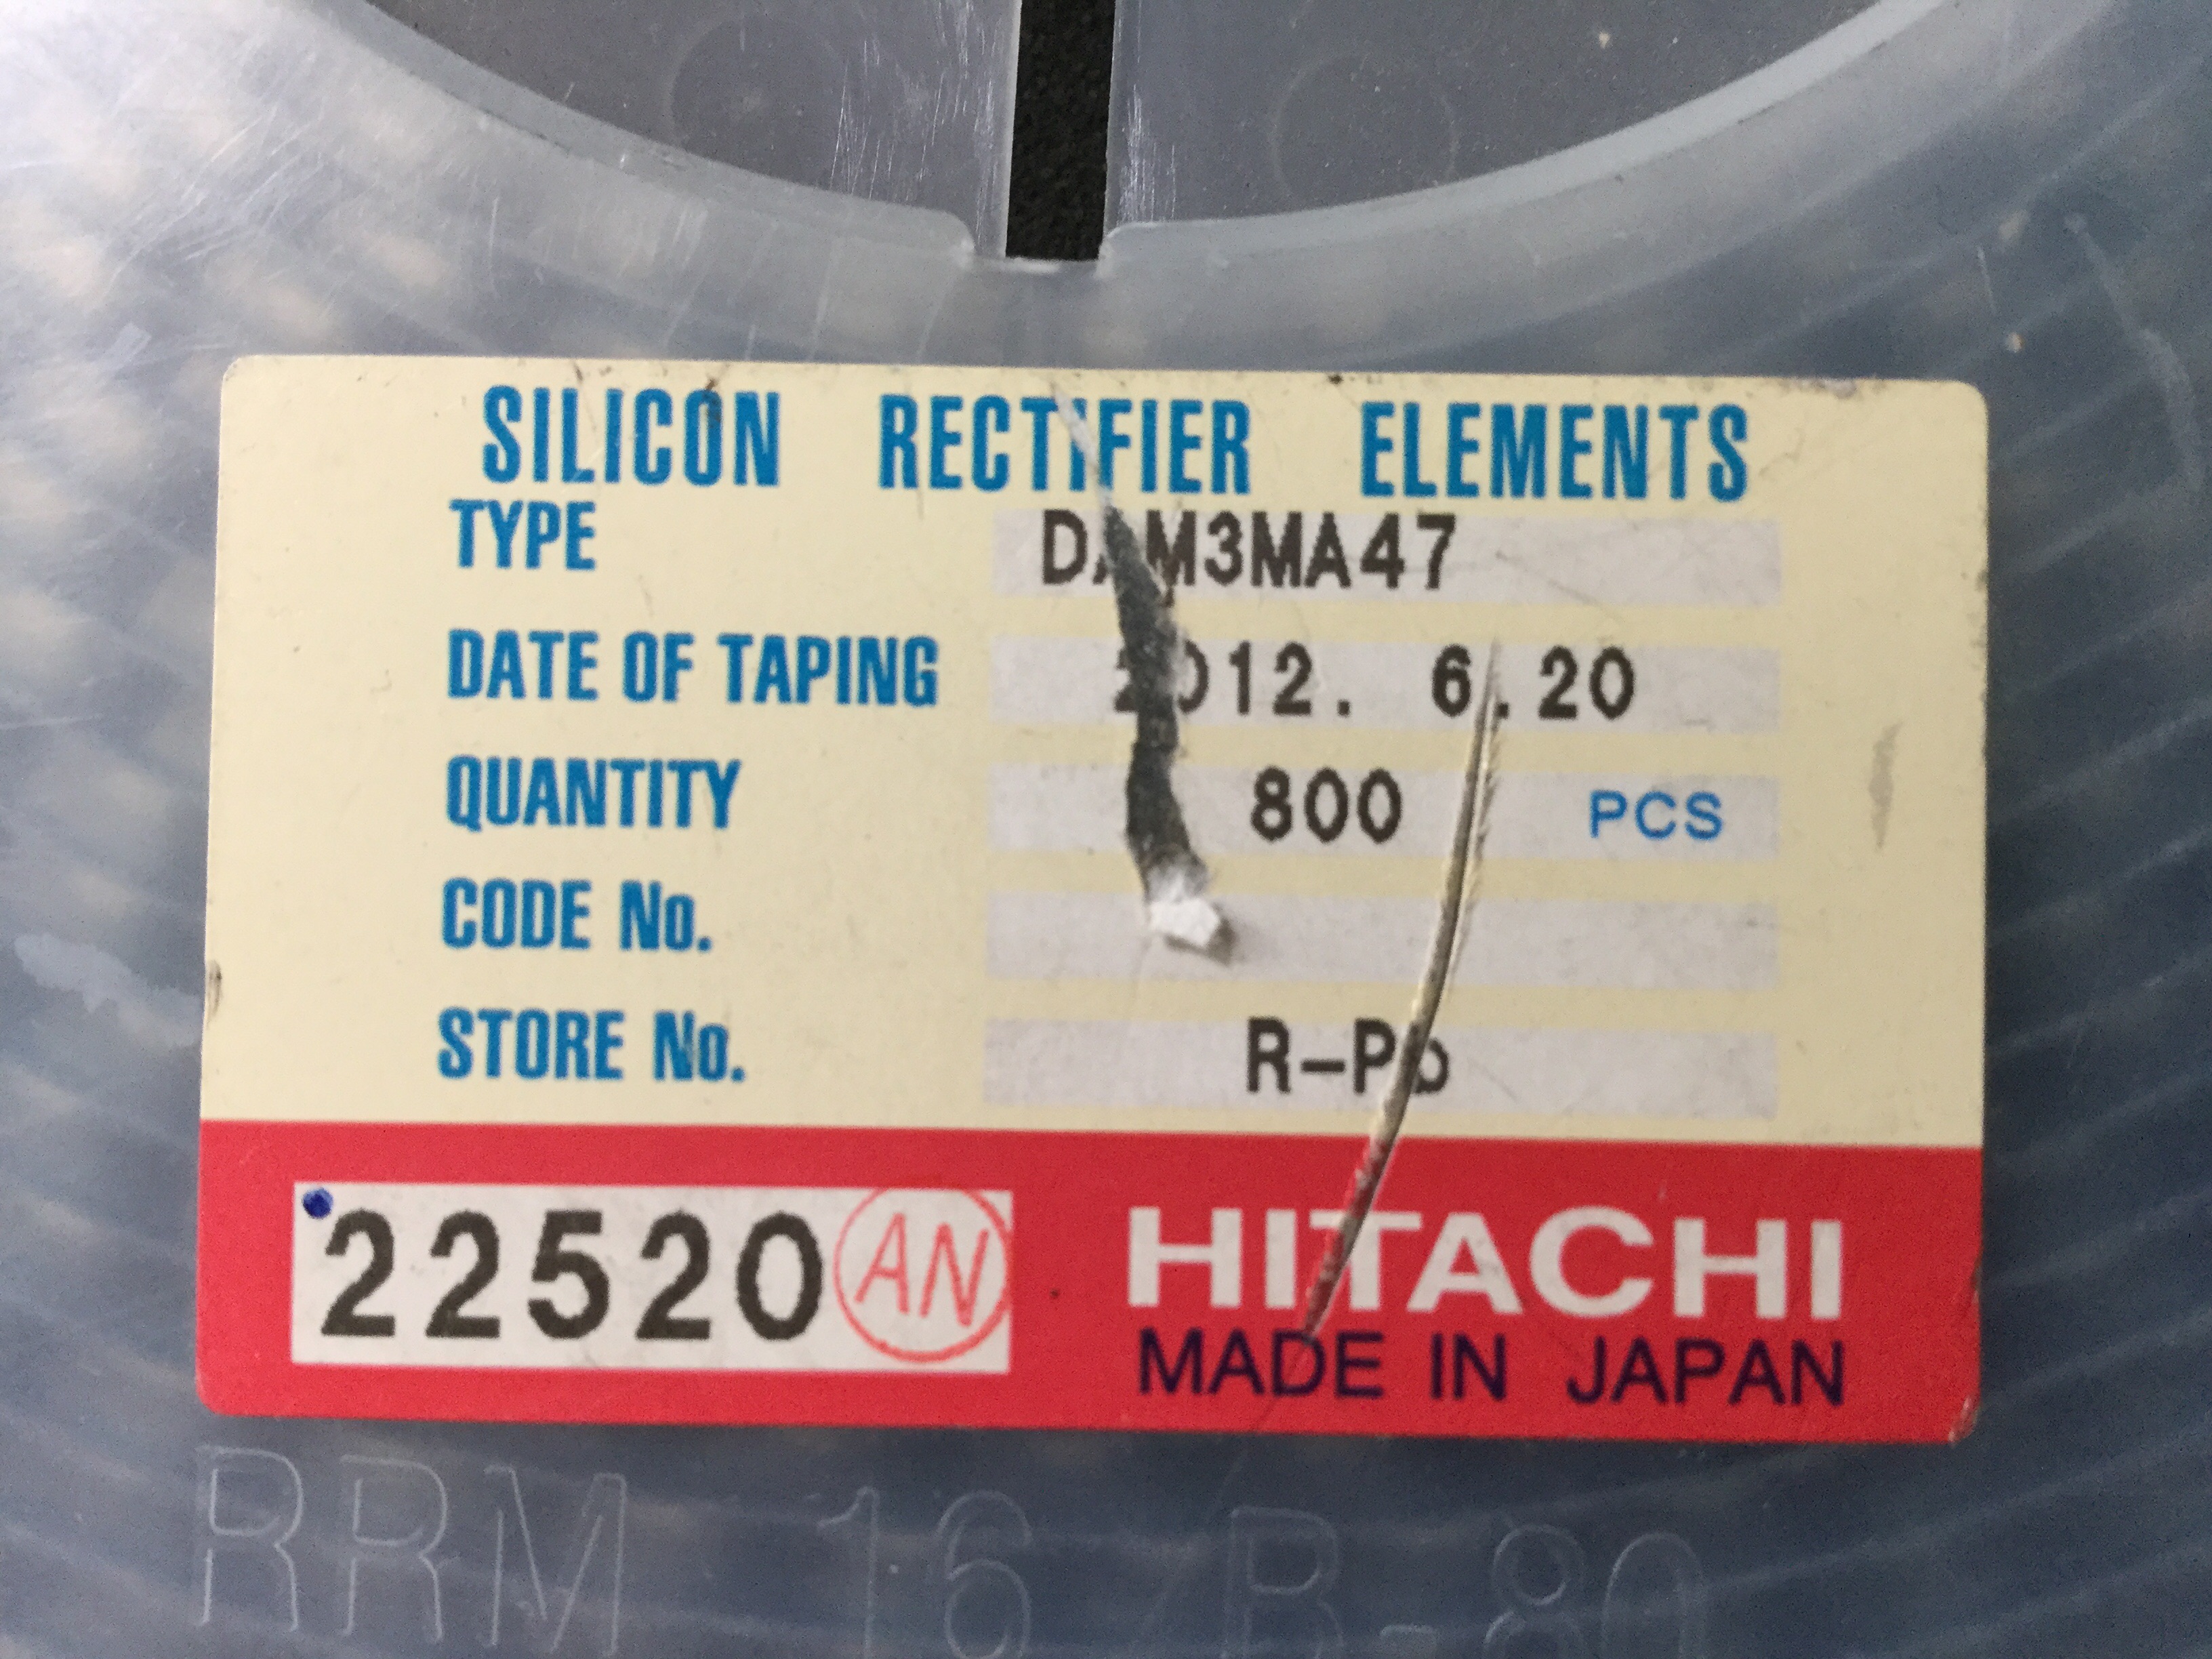 SILICON RECTIFIER ELEMENTS
TYPE DAM3MA47
DATE OF TAPING 2012. 6.20
QUANTITY 800 PCS
CODE No.
STORE No. R-Pb
22520 AN HITACHI
MADE IN JAPAN
RRM 16 B-80